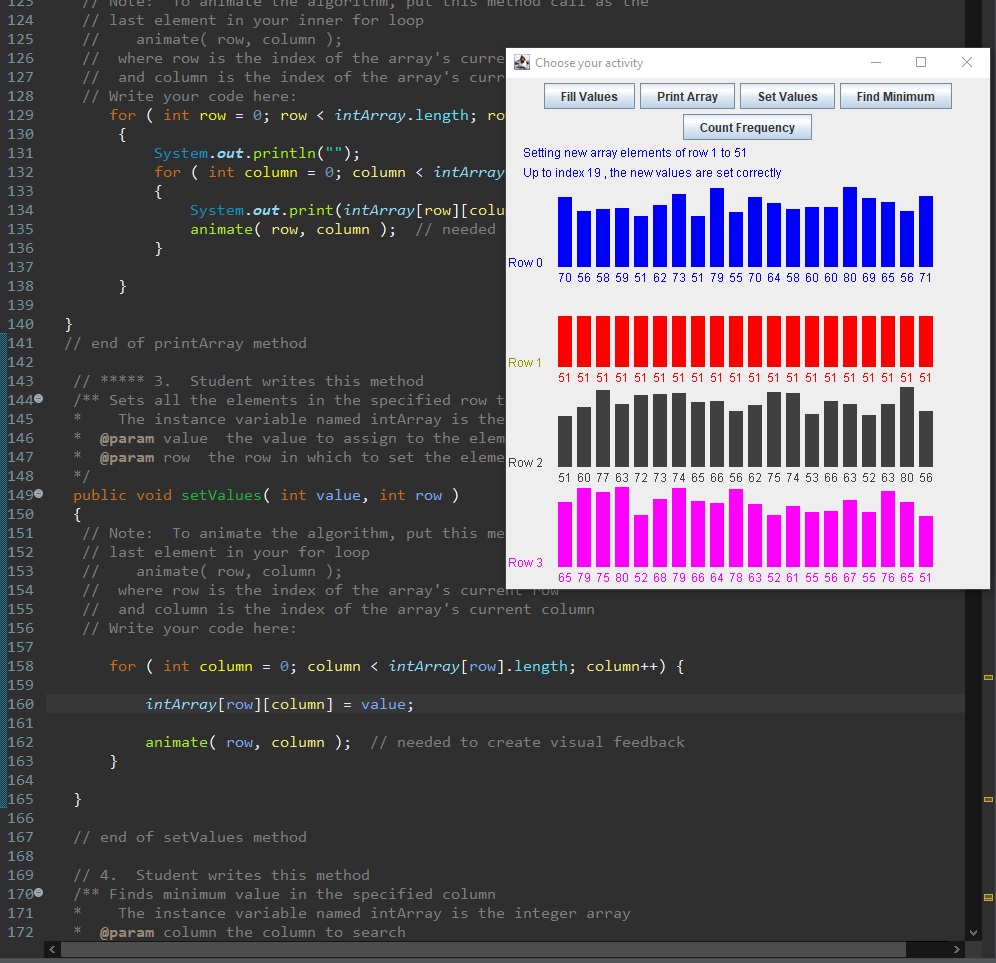 123 // Note:  To animate the algorithm, put this method call as the
124 // last element in your inner for loop
125 //    animate( row, column );
126 //  where row is the index of the array's curre
127 //  and column is the index of the array's curr
128 // Write your code here:
129 for ( int row = 0; row < intArray.length; ro
130 {
131 System.out.println("");
132 for ( int column = 0; column < intArray
133 {
134 System.out.print(intArray[row][colu
135 animate( row, column );  // needed
136 }
137
138 }
139
140 }
141 // end of printArray method
142
143 // ***** 3.  Student writes this method
144 /** Sets all the elements in the specified row t
145 *    The instance variable named intArray is the
146 *  @param value  the value to assign to the elem
147 *  @param row  the row in which to set the eleme
148 */
149 public void setValues( int value, int row )
150 {
151 // Note:  To animate the algorithm, put this me
152 // last element in your for loop
153 //    animate( row, column );
154 //  where row is the index of the array's current row
155 //  and column is the index of the array's current column
156 // Write your code here:
157
158 for ( int column = 0; column < intArray[row].length; column++) {
159
160 intArray[row][column] = value;
161
162 animate( row, column );  // needed to create visual feedback
163 }
164
165 }
166
167 // end of setValues method
168
169 // 4.  Student writes this method
170 /** Finds minimum value in the specified column
171 *    The instance variable named intArray is the integer array
172 *  @param column the column to search
Choose your activity
Fill Values Print Array Set Values Find Minimum
Count Frequency
Setting new array elements of row 1 to 51
Up to index 19 , the new values are set correctly
Row 0
70 56 58 59 51 62 73 51 79 55 70 64 58 60 60 80 69 65 56 71
Row 1
51 51 51 51 51 51 51 51 51 51 51 51 51 51 51 51 51 51 51 51
Row 2
51 60 77 63 72 73 74 65 66 56 62 75 74 53 66 63 52 63 80 56
Row 3
65 79 75 80 52 68 79 66 64 78 63 52 61 55 56 67 55 76 65 51